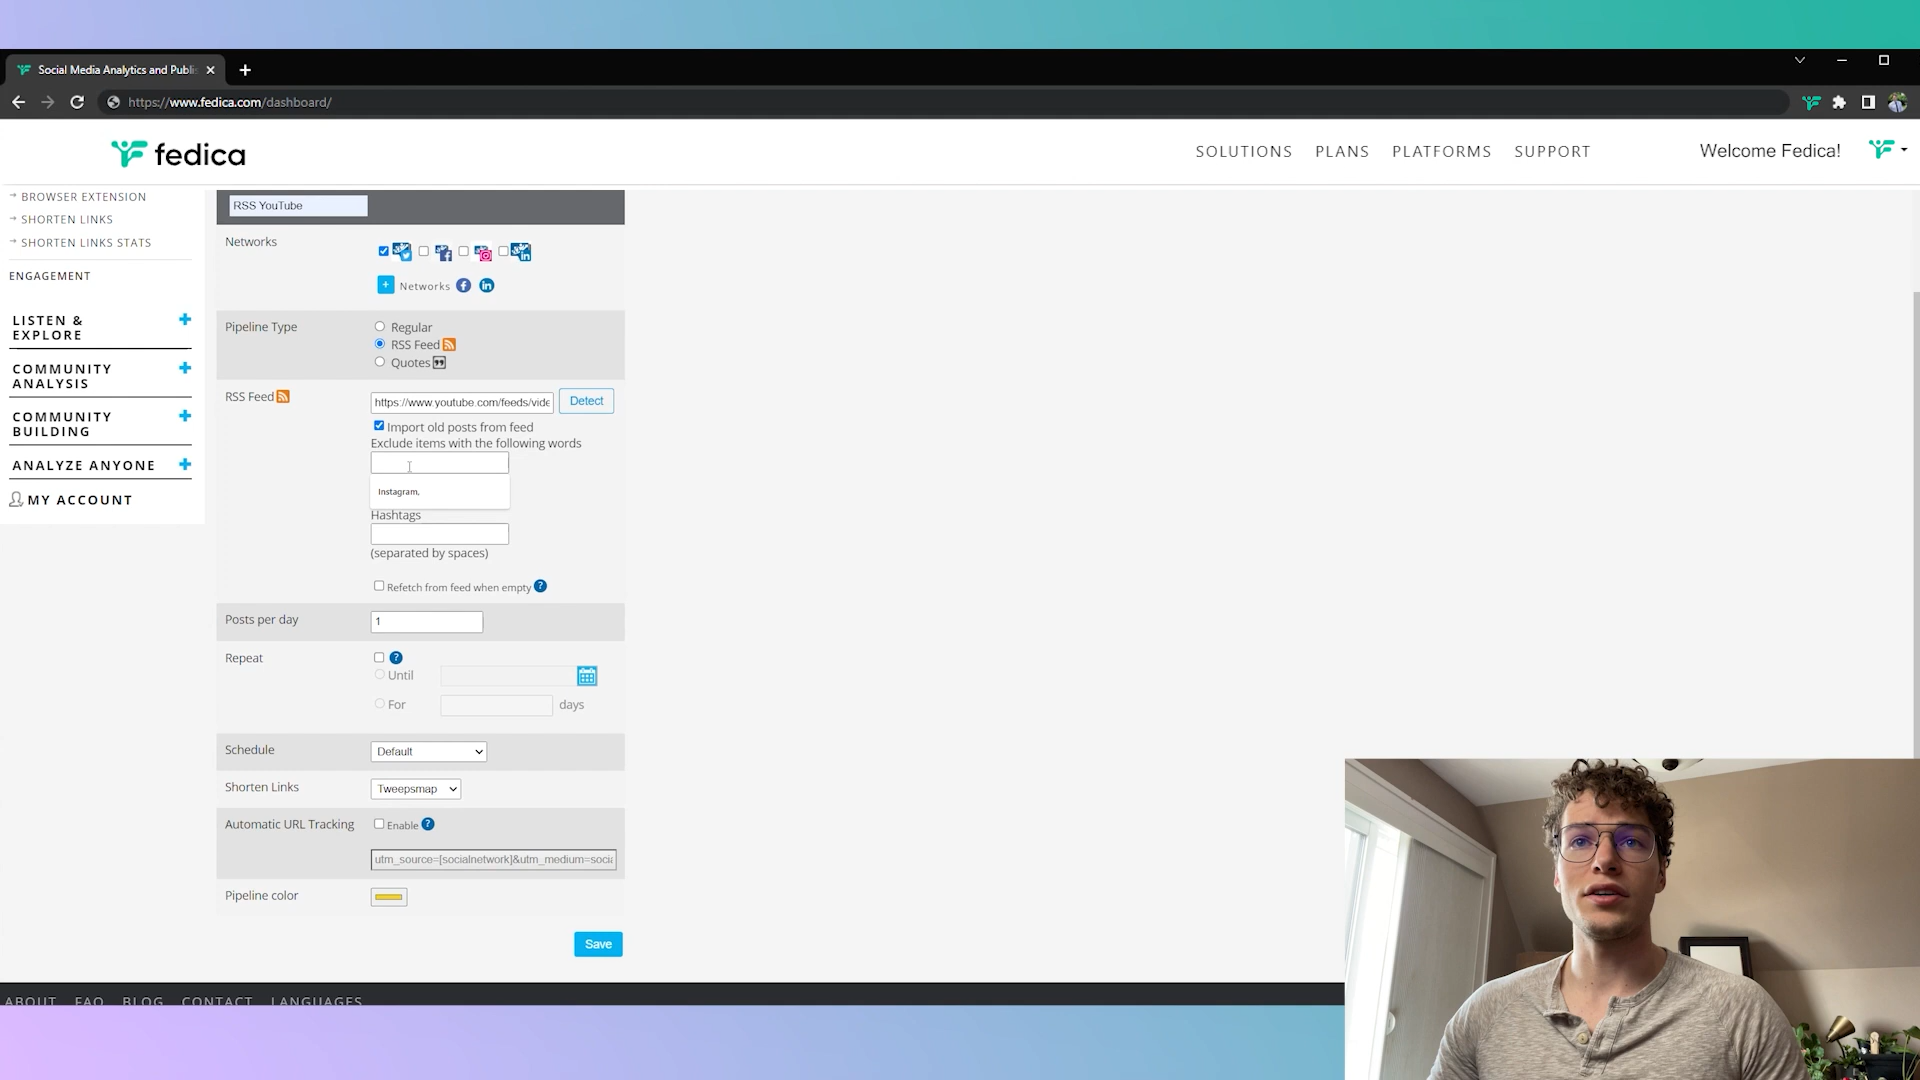 Social Media Analytics and Publis
https://www.fedica.com/dashboard/
fedica
SOLUTIONS PLANS PLATFORMS SUPPORT
Welcome Fedica!
BROWSER EXTENSION
SHORTEN LINKS
SHORTEN LINKS STATS
ENGAGEMENT
LISTEN &
EXPLORE
COMMUNITY
ANALYSIS
COMMUNITY
BUILDING
ANALYZE ANYONE
MY ACCOUNT
RSS YouTube
Networks
+ Networks
Pipeline Type
Regular
RSS Feed
Quotes
RSS Feed
https://www.youtube.com/feeds/vide
Detect
Import old posts from feed
Exclude items with the following words
Instagram,
Hashtags
(separated by spaces)
Refetch from feed when empty ?
Posts per day
1
Repeat
?
Until
For
days
Schedule
Default
Shorten Links
Tweepsmap
Automatic URL Tracking
Enable ?
utm_source=[socialnetwork]&utm_medium=socia
Pipeline color
Save
ABOUT FAQ BLOG CONTACT LANGUAGES